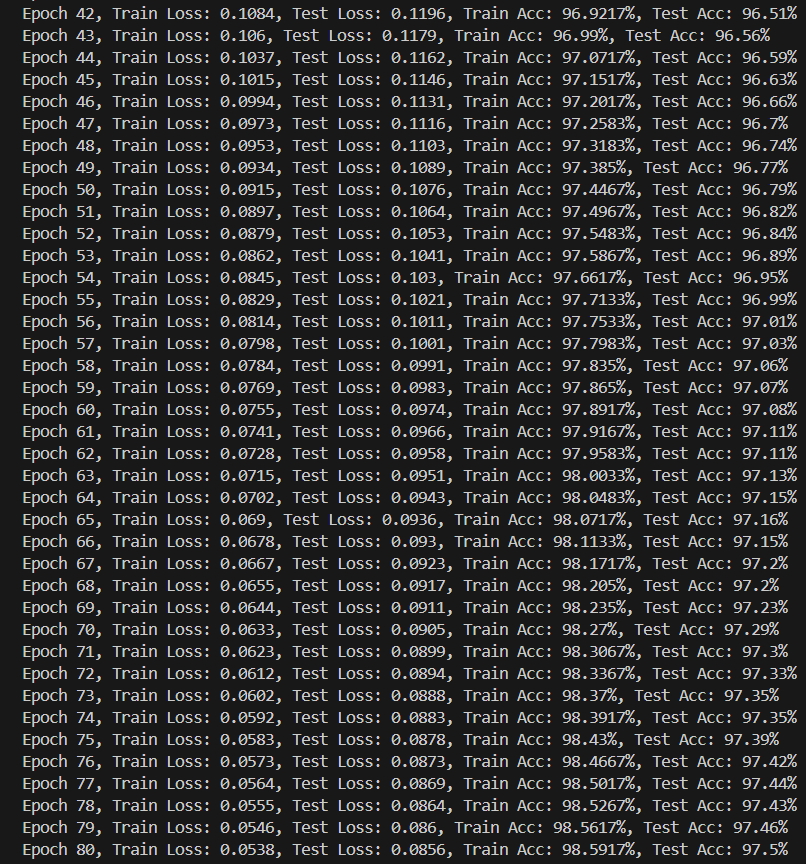 Epoch 42, Train Loss: 0.1084, Test Loss: 0.1196, Train Acc: 96.9217%, Test Acc: 96.51%
Epoch 43, Train Loss: 0.106, Test Loss: 0.1179, Train Acc: 96.99%, Test Acc: 96.56%
Epoch 44, Train Loss: 0.1037, Test Loss: 0.1162, Train Acc: 97.0717%, Test Acc: 96.59%
Epoch 45, Train Loss: 0.1015, Test Loss: 0.1146, Train Acc: 97.1517%, Test Acc: 96.63%
Epoch 46, Train Loss: 0.0994, Test Loss: 0.1131, Train Acc: 97.2017%, Test Acc: 96.66%
Epoch 47, Train Loss: 0.0973, Test Loss: 0.1116, Train Acc: 97.2583%, Test Acc: 96.7%
Epoch 48, Train Loss: 0.0953, Test Loss: 0.1103, Train Acc: 97.3183%, Test Acc: 96.74%
Epoch 49, Train Loss: 0.0934, Test Loss: 0.1089, Train Acc: 97.385%, Test Acc: 96.77%
Epoch 50, Train Loss: 0.0915, Test Loss: 0.1076, Train Acc: 97.4467%, Test Acc: 96.79%
Epoch 51, Train Loss: 0.0897, Test Loss: 0.1064, Train Acc: 97.4967%, Test Acc: 96.82%
Epoch 52, Train Loss: 0.0879, Test Loss: 0.1053, Train Acc: 97.5483%, Test Acc: 96.84%
Epoch 53, Train Loss: 0.0862, Test Loss: 0.1041, Train Acc: 97.5867%, Test Acc: 96.89%
Epoch 54, Train Loss: 0.0845, Test Loss: 0.103, Train Acc: 97.6617%, Test Acc: 96.95%
Epoch 55, Train Loss: 0.0829, Test Loss: 0.1021, Train Acc: 97.7133%, Test Acc: 96.99%
Epoch 56, Train Loss: 0.0814, Test Loss: 0.1011, Train Acc: 97.7533%, Test Acc: 97.01%
Epoch 57, Train Loss: 0.0798, Test Loss: 0.1001, Train Acc: 97.7983%, Test Acc: 97.03%
Epoch 58, Train Loss: 0.0784, Test Loss: 0.0991, Train Acc: 97.835%, Test Acc: 97.06%
Epoch 59, Train Loss: 0.0769, Test Loss: 0.0983, Train Acc: 97.865%, Test Acc: 97.07%
Epoch 60, Train Loss: 0.0755, Test Loss: 0.0974, Train Acc: 97.8917%, Test Acc: 97.08%
Epoch 61, Train Loss: 0.0741, Test Loss: 0.0966, Train Acc: 97.9167%, Test Acc: 97.11%
Epoch 62, Train Loss: 0.0728, Test Loss: 0.0958, Train Acc: 97.9583%, Test Acc: 97.11%
Epoch 63, Train Loss: 0.0715, Test Loss: 0.0951, Train Acc: 98.0033%, Test Acc: 97.13%
Epoch 64, Train Loss: 0.0702, Test Loss: 0.0943, Train Acc: 98.0483%, Test Acc: 97.15%
Epoch 65, Train Loss: 0.069, Test Loss: 0.0936, Train Acc: 98.0717%, Test Acc: 97.16%
Epoch 66, Train Loss: 0.0678, Test Loss: 0.093, Train Acc: 98.1133%, Test Acc: 97.15%
Epoch 67, Train Loss: 0.0667, Test Loss: 0.0923, Train Acc: 98.1717%, Test Acc: 97.2%
Epoch 68, Train Loss: 0.0655, Test Loss: 0.0917, Train Acc: 98.205%, Test Acc: 97.2%
Epoch 69, Train Loss: 0.0644, Test Loss: 0.0911, Train Acc: 98.235%, Test Acc: 97.23%
Epoch 70, Train Loss: 0.0633, Test Loss: 0.0905, Train Acc: 98.27%, Test Acc: 97.29%
Epoch 71, Train Loss: 0.0623, Test Loss: 0.0899, Train Acc: 98.3067%, Test Acc: 97.3%
Epoch 72, Train Loss: 0.0612, Test Loss: 0.0894, Train Acc: 98.3367%, Test Acc: 97.33%
Epoch 73, Train Loss: 0.0602, Test Loss: 0.0888, Train Acc: 98.37%, Test Acc: 97.35%
Epoch 74, Train Loss: 0.0592, Test Loss: 0.0883, Train Acc: 98.3917%, Test Acc: 97.35%
Epoch 75, Train Loss: 0.0583, Test Loss: 0.0878, Train Acc: 98.43%, Test Acc: 97.39%
Epoch 76, Train Loss: 0.0573, Test Loss: 0.0873, Train Acc: 98.4667%, Test Acc: 97.42%
Epoch 77, Train Loss: 0.0564, Test Loss: 0.0869, Train Acc: 98.5017%, Test Acc: 97.44%
Epoch 78, Train Loss: 0.0555, Test Loss: 0.0864, Train Acc: 98.5267%, Test Acc: 97.43%
Epoch 79, Train Loss: 0.0546, Test Loss: 0.086, Train Acc: 98.5617%, Test Acc: 97.46%
Epoch 80, Train Loss: 0.0538, Test Loss: 0.0856, Train Acc: 98.5917%, Test Acc: 97.5%